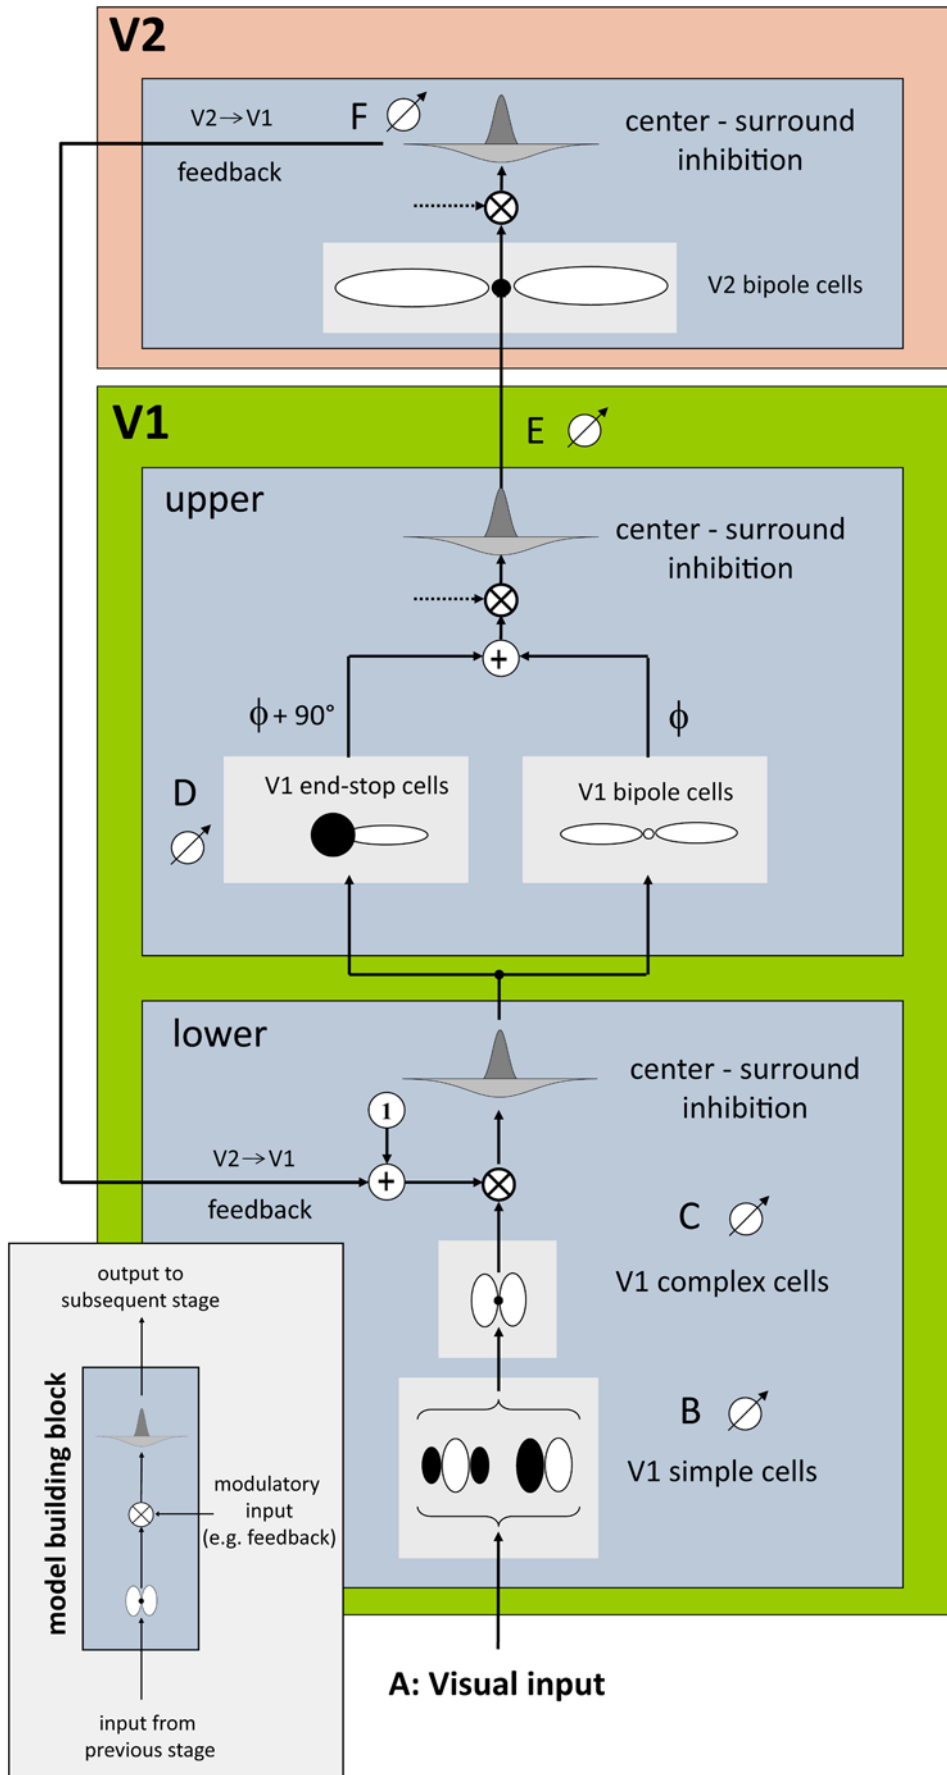 V2
V2→V1
feedback
F
center - surround
inhibition
V2 bipole cells
V1
E
upper
center - surround
inhibition
+
ϕ + 90°
ϕ
D
V1 end-stop cells
V1 bipole cells
lower
center - surround
inhibition
1
V2→V1
+
feedback
C
V1 complex cells
B
V1 simple cells
output to
subsequent stage
model building block
modulatory
input
(e.g. feedback)
input from
previous stage
A: Visual input